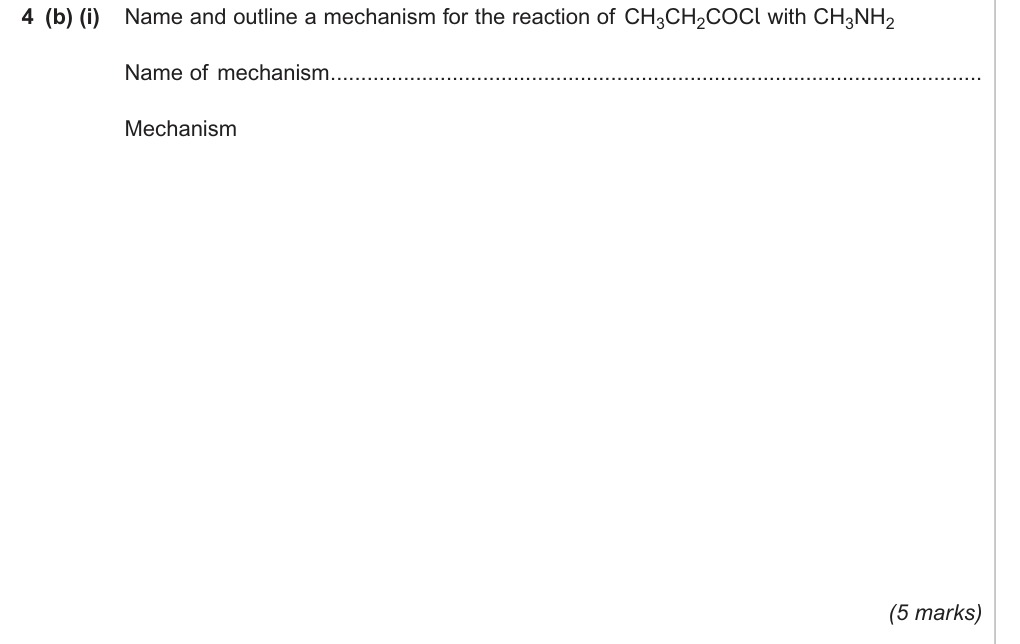 4 (b) (i) Name and outline a mechanism for the reaction of CH₃CH₂COCl with CH₃NH₂
Name of mechanism............................................................................................................
Mechanism
(5 marks)